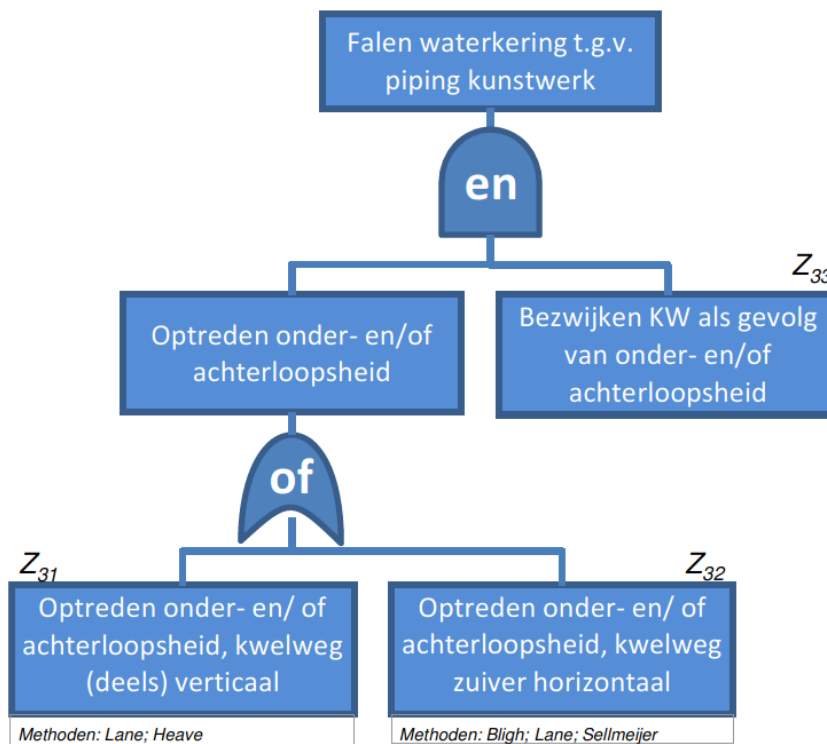 Falen waterkering t.g.v.
piping kunstwerk
en
Z33
Optreden onder- en/of
achterloopsheid
Bezwijken KW als gevolg
van onder- en/of
achterloopsheid
of
Z31
Z32
Optreden onder- en/ of
achterloopsheid, kwelweg
(deels) verticaal
Optreden onder- en/ of
achterloopsheid, kwelweg
zuiver horizontaal
Methoden: Lane; Heave
Methoden: Bligh; Lane; Sellmeijer